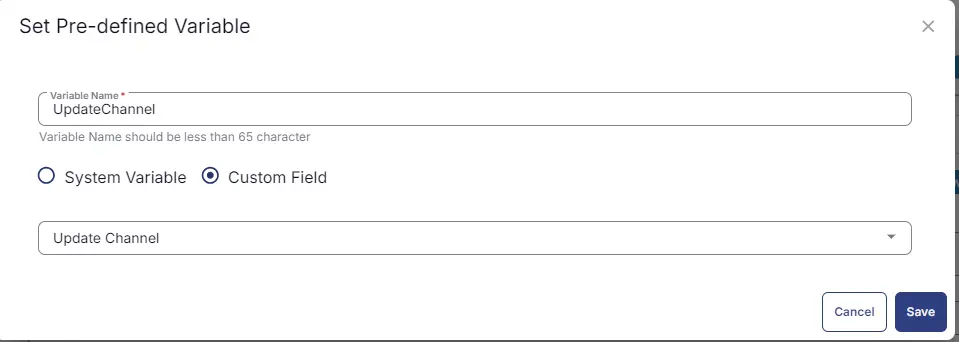 Set Pre-defined Variable
Variable Name *
UpdateChannel
Variable Name should be less than 65 character
System Variable Custom Field
Update Channel
Cancel Save